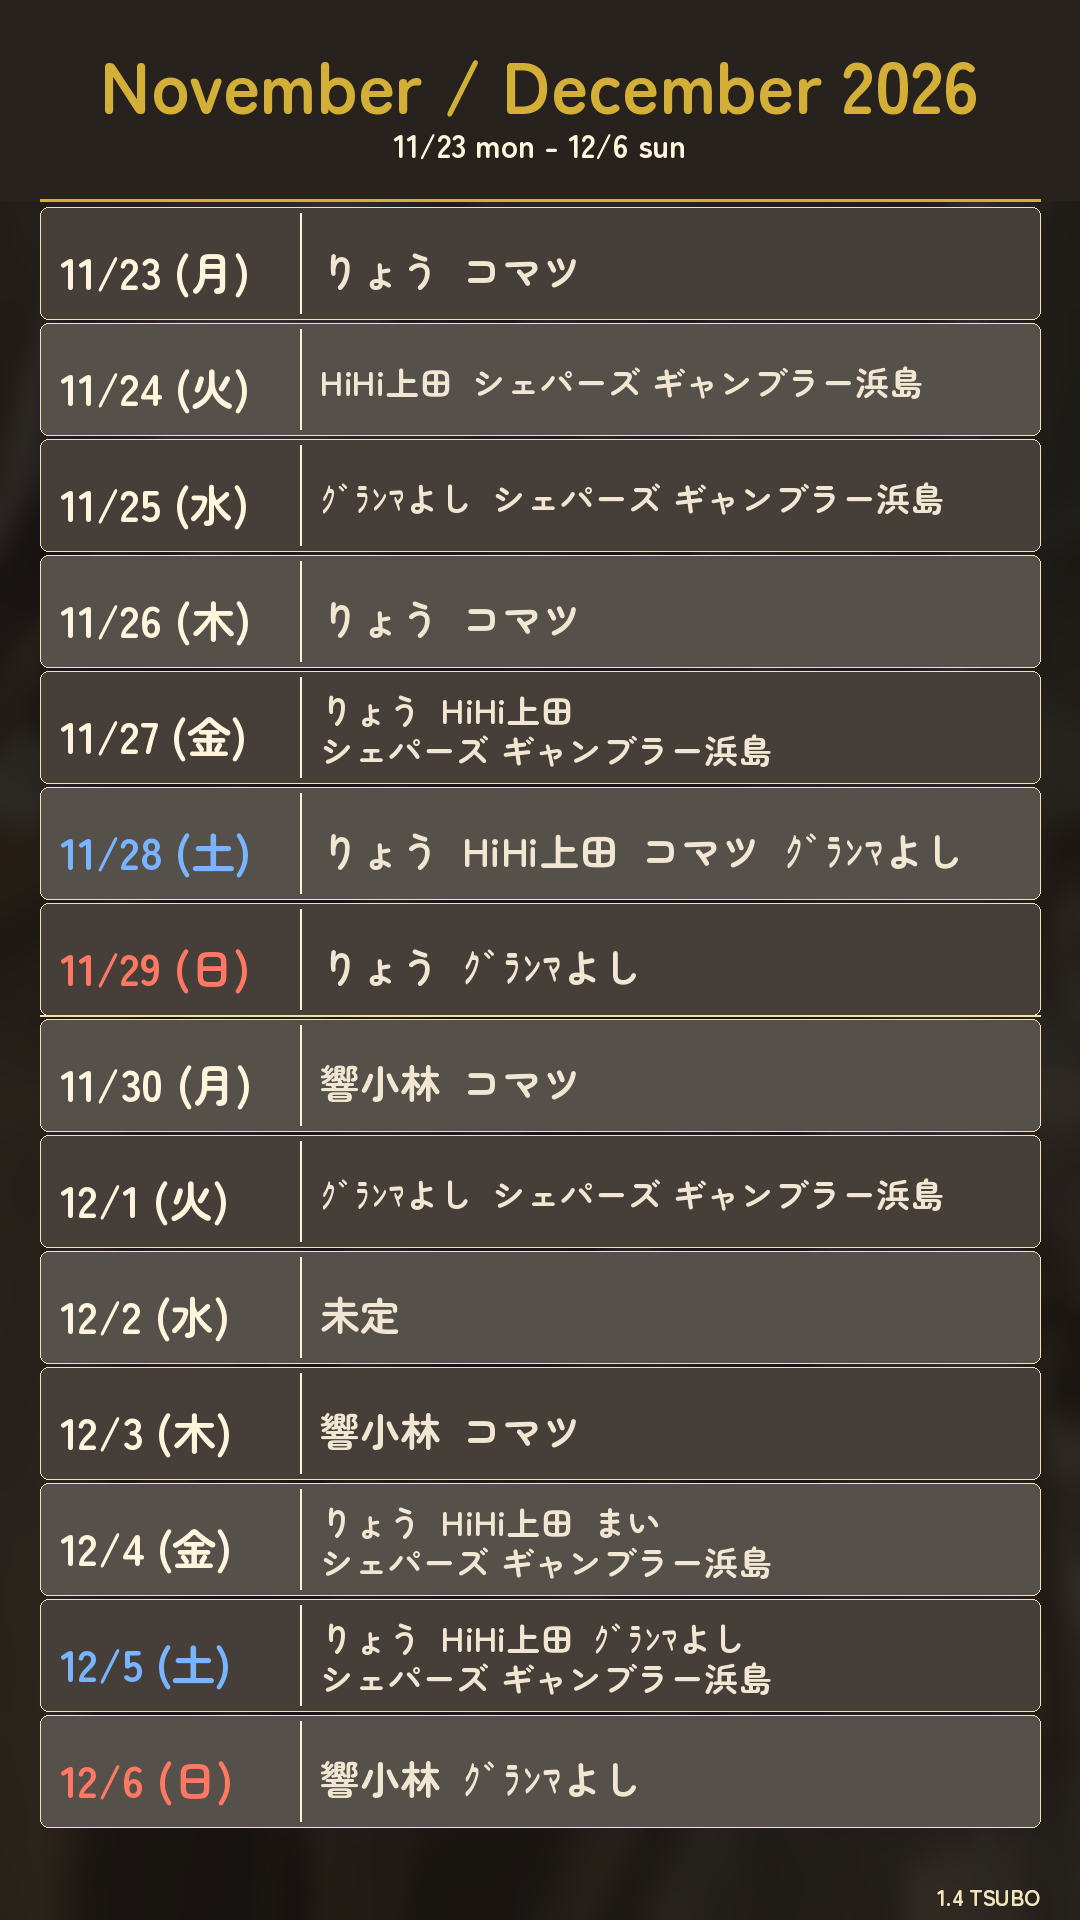 November / December 2026
11/23 mon - 12/6 sun
11/23 (月) りょう コマツ
11/24 (火) HiHi上田 シェパーズ ギャンブラー浜島
11/25 (水) グランマよし シェパーズ ギャンブラー浜島
11/26 (木) りょう コマツ
11/27 (金) りょう HiHi上田
シェパーズ ギャンブラー浜島
11/28 (土) りょう HiHi上田 コマツ グランマよし
11/29 (日) りょう グランマよし
11/30 (月) 響小林 コマツ
12/1 (火) グランマよし シェパーズ ギャンブラー浜島
12/2 (水) 未定
12/3 (木) 響小林 コマツ
12/4 (金) りょう HiHi上田 まい
シェパーズ ギャンブラー浜島
12/5 (土) りょう HiHi上田 グランマよし
シェパーズ ギャンブラー浜島
12/6 (日) 響小林 グランマよし
1.4 TSUBO